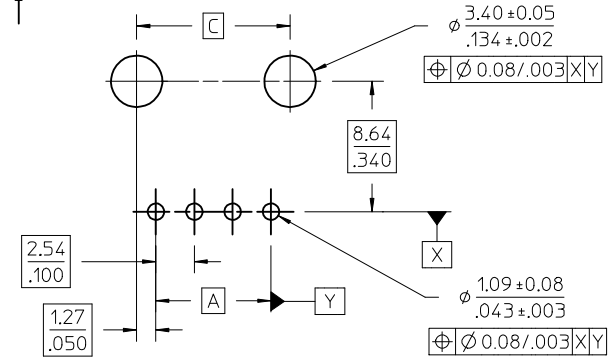 C
⌀ 3.40 ±0.05
.134 ±.002
⌖ ⌀ 0.08/.003 X Y
8.64
.340
X
2.54
.100
A
Y
1.27
.050
⌀ 1.09 ±0.08
.043 ±.003
⌖ ⌀ 0.08/.003 X Y